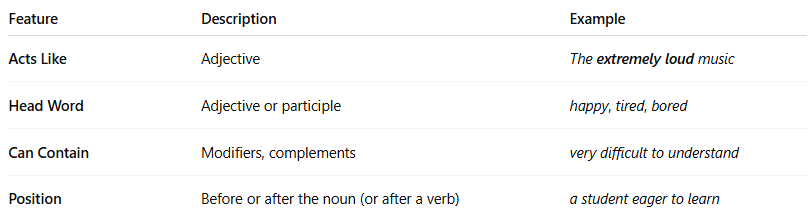 Feature Description Example
Acts Like Adjective The extremely loud music
Head Word Adjective or participle happy, tired, bored
Can Contain Modifiers, complements very difficult to understand
Position Before or after the noun (or after a verb) a student eager to learn